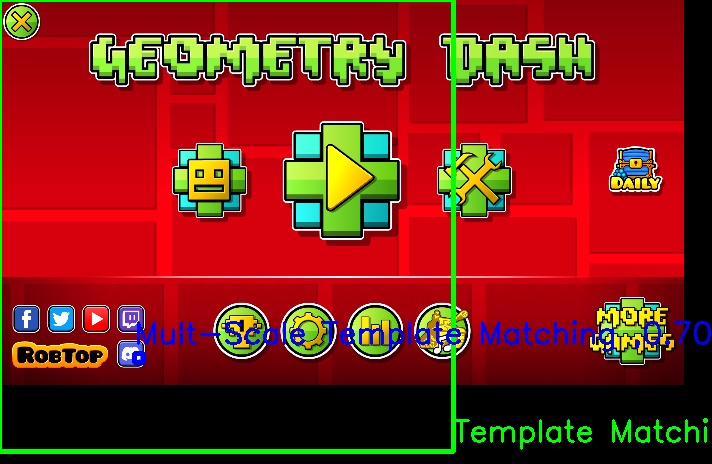 GEOMETRY DASH
DAILY
Mult-Scale Template Matching: 0.70
MORE
GAMES
ROBTOP
Template Matchi